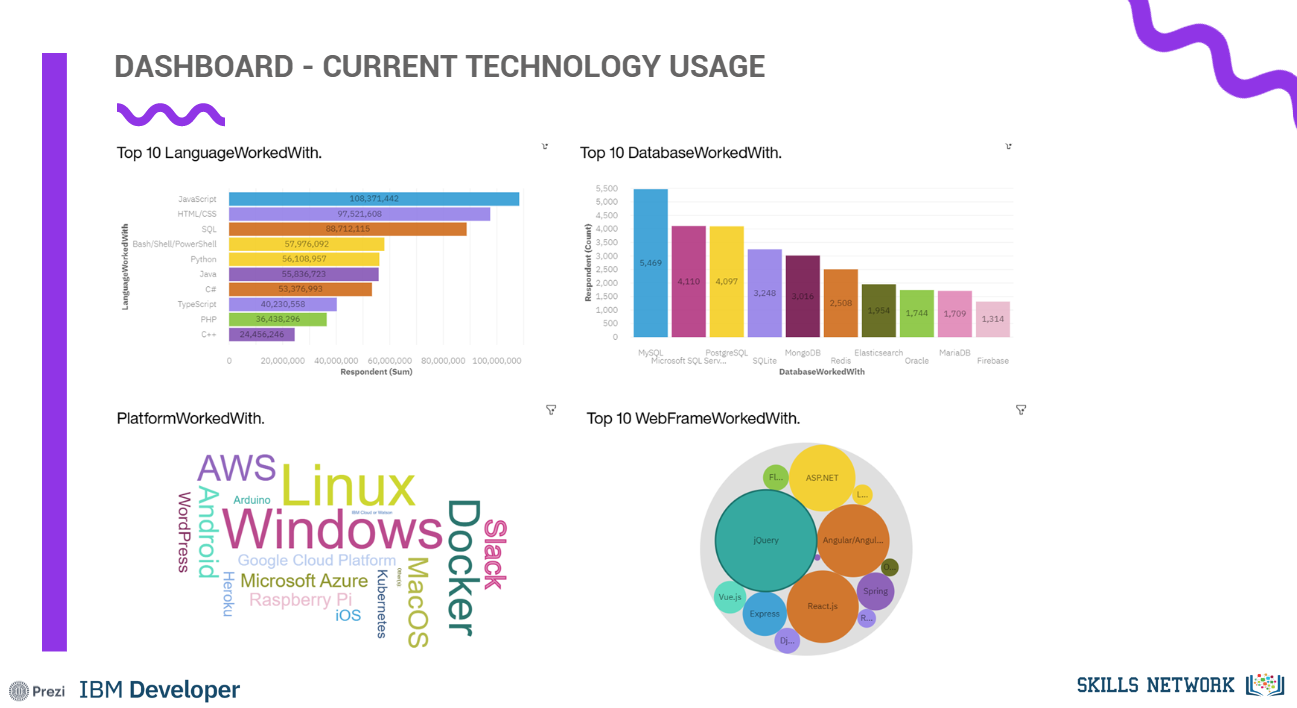 DASHBOARD - CURRENT TECHNOLOGY USAGE
Top 10 LanguageWorkedWith.
LanguageWorkedWith
JavaScript 108,371,442
HTML/CSS 97,521,608
SQL 88,712,115
Bash/Shell/PowerShell 57,976,092
Python 56,108,957
Java 55,836,723
C# 53,376,993
TypeScript 40,230,558
PHP 36,438,296
C++ 24,456,246
0 20,0000,000 40,000,000 60,000,000 80,000,000 100,000,000
Respondent (Sum)
Top 10 DatabaseWorkedWith.
Respondent (Count)
5,500
5,000
4,500
4,000
3,500
3,000
2,500
2,000
1,500
1,000
500
0
5,469 4,110 4,097 3,248 3,016 2,508 1,954 1,744 1,709 1,314
MySQL PostgreSQL MongoDB Elasticsearch MariaDB
Microsoft SQL Serv... SQLite Redis Oracle Firebase
DatabaseWorkedWith
PlatformWorkedWith.
AWS
Linux
Arduino
IBM Cloud or Watson
WordPress
Android
Windows
Docker
Slack
Google Cloud Platform
Microsoft Azure
Heroku
Raspberry Pi
iOS
Kubernetes
MacOS
Top 10 WebFrameWorkedWith.
ASP.NET
Fl...
L...
jQuery
Angular/Angul...
O...
Vue.js
Spring
Express
React.js
R...
Dj...
Prezi
IBM Developer
SKILLS NETWORK